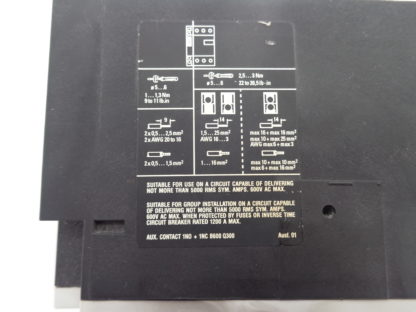 ø 5...6
1...1,3 Nm
9 to 11 lb.in
2,5...3 Nm
ø 5...6 22 to 26,5 lb·in
9
2 x 0,5...2,5 mm²
2 x AWG 20 to 16
2 x 0,5...1,5 mm²
14
1,5...25 mm²
AWG 16...3
1...16 mm²
14
max 16 + max 16 mm²
max 10 + max 25 mm²
AWG max 6 + max 3
max 10 + max 10 mm²
max 6 + max 16 mm²
SUITABLE FOR USE ON A CIRCUIT CAPABLE OF DELIVERING
NOT MORE THAN 5000 RMS SYM. AMPS. 600V AC MAX.
SUITABLE FOR GROUP INSTALLATION ON A CIRCUIT CAPABLE
OF DELIVERING NOT MORE THAN 5000 RMS SYM. AMPS.
600V AC MAX. WHEN PROTECTED BY FUSES OR INVERSE TIME
CIRCUIT BREAKER RATED 1200 A MAX.
AUX. CONTACT 1NO + 1NC B600 Q300 Ausf. 01